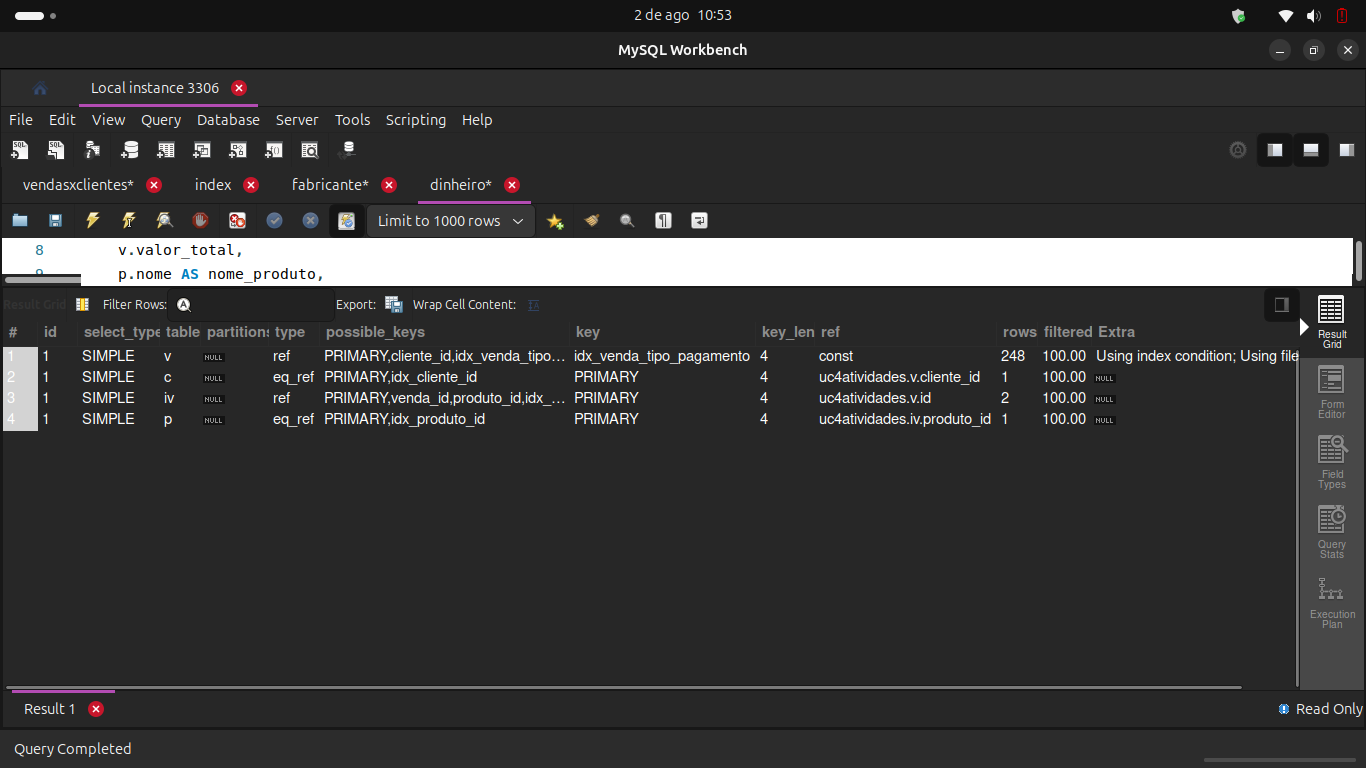 2 de ago 10:53
MySQL Workbench
Local instance 3306
File Edit View Query Database Server Tools Scripting Help
vendasxclientes* index fabricante* dinheiro*
Limit to 1000 rows
8 v.valor_total,
9 p.nome AS nome_produto,
Result Grid Filter Rows: Export: Wrap Cell Content:
# id select_type table partitions type possible_keys key key_len ref rows filtered Extra
1 1 SIMPLE v NULL ref PRIMARY,cliente_id,idx_venda_tipo... idx_venda_tipo_pagamento 4 const 248 100.00 Using index condition; Using file
2 1 SIMPLE c NULL eq_ref PRIMARY,idx_cliente_id PRIMARY 4 uc4atividades.v.cliente_id 1 100.00 NULL
3 1 SIMPLE iv NULL ref PRIMARY,venda_id,produto_id,idx_... PRIMARY 4 uc4atividades.v.id 2 100.00 NULL
4 1 SIMPLE p NULL eq_ref PRIMARY,idx_produto_id PRIMARY 4 uc4atividades.iv.produto_id 1 100.00 NULL
Result
Grid
Form
Editor
Field
Types
Query
Stats
Execution
Plan
Result 1
Read Only
Query Completed